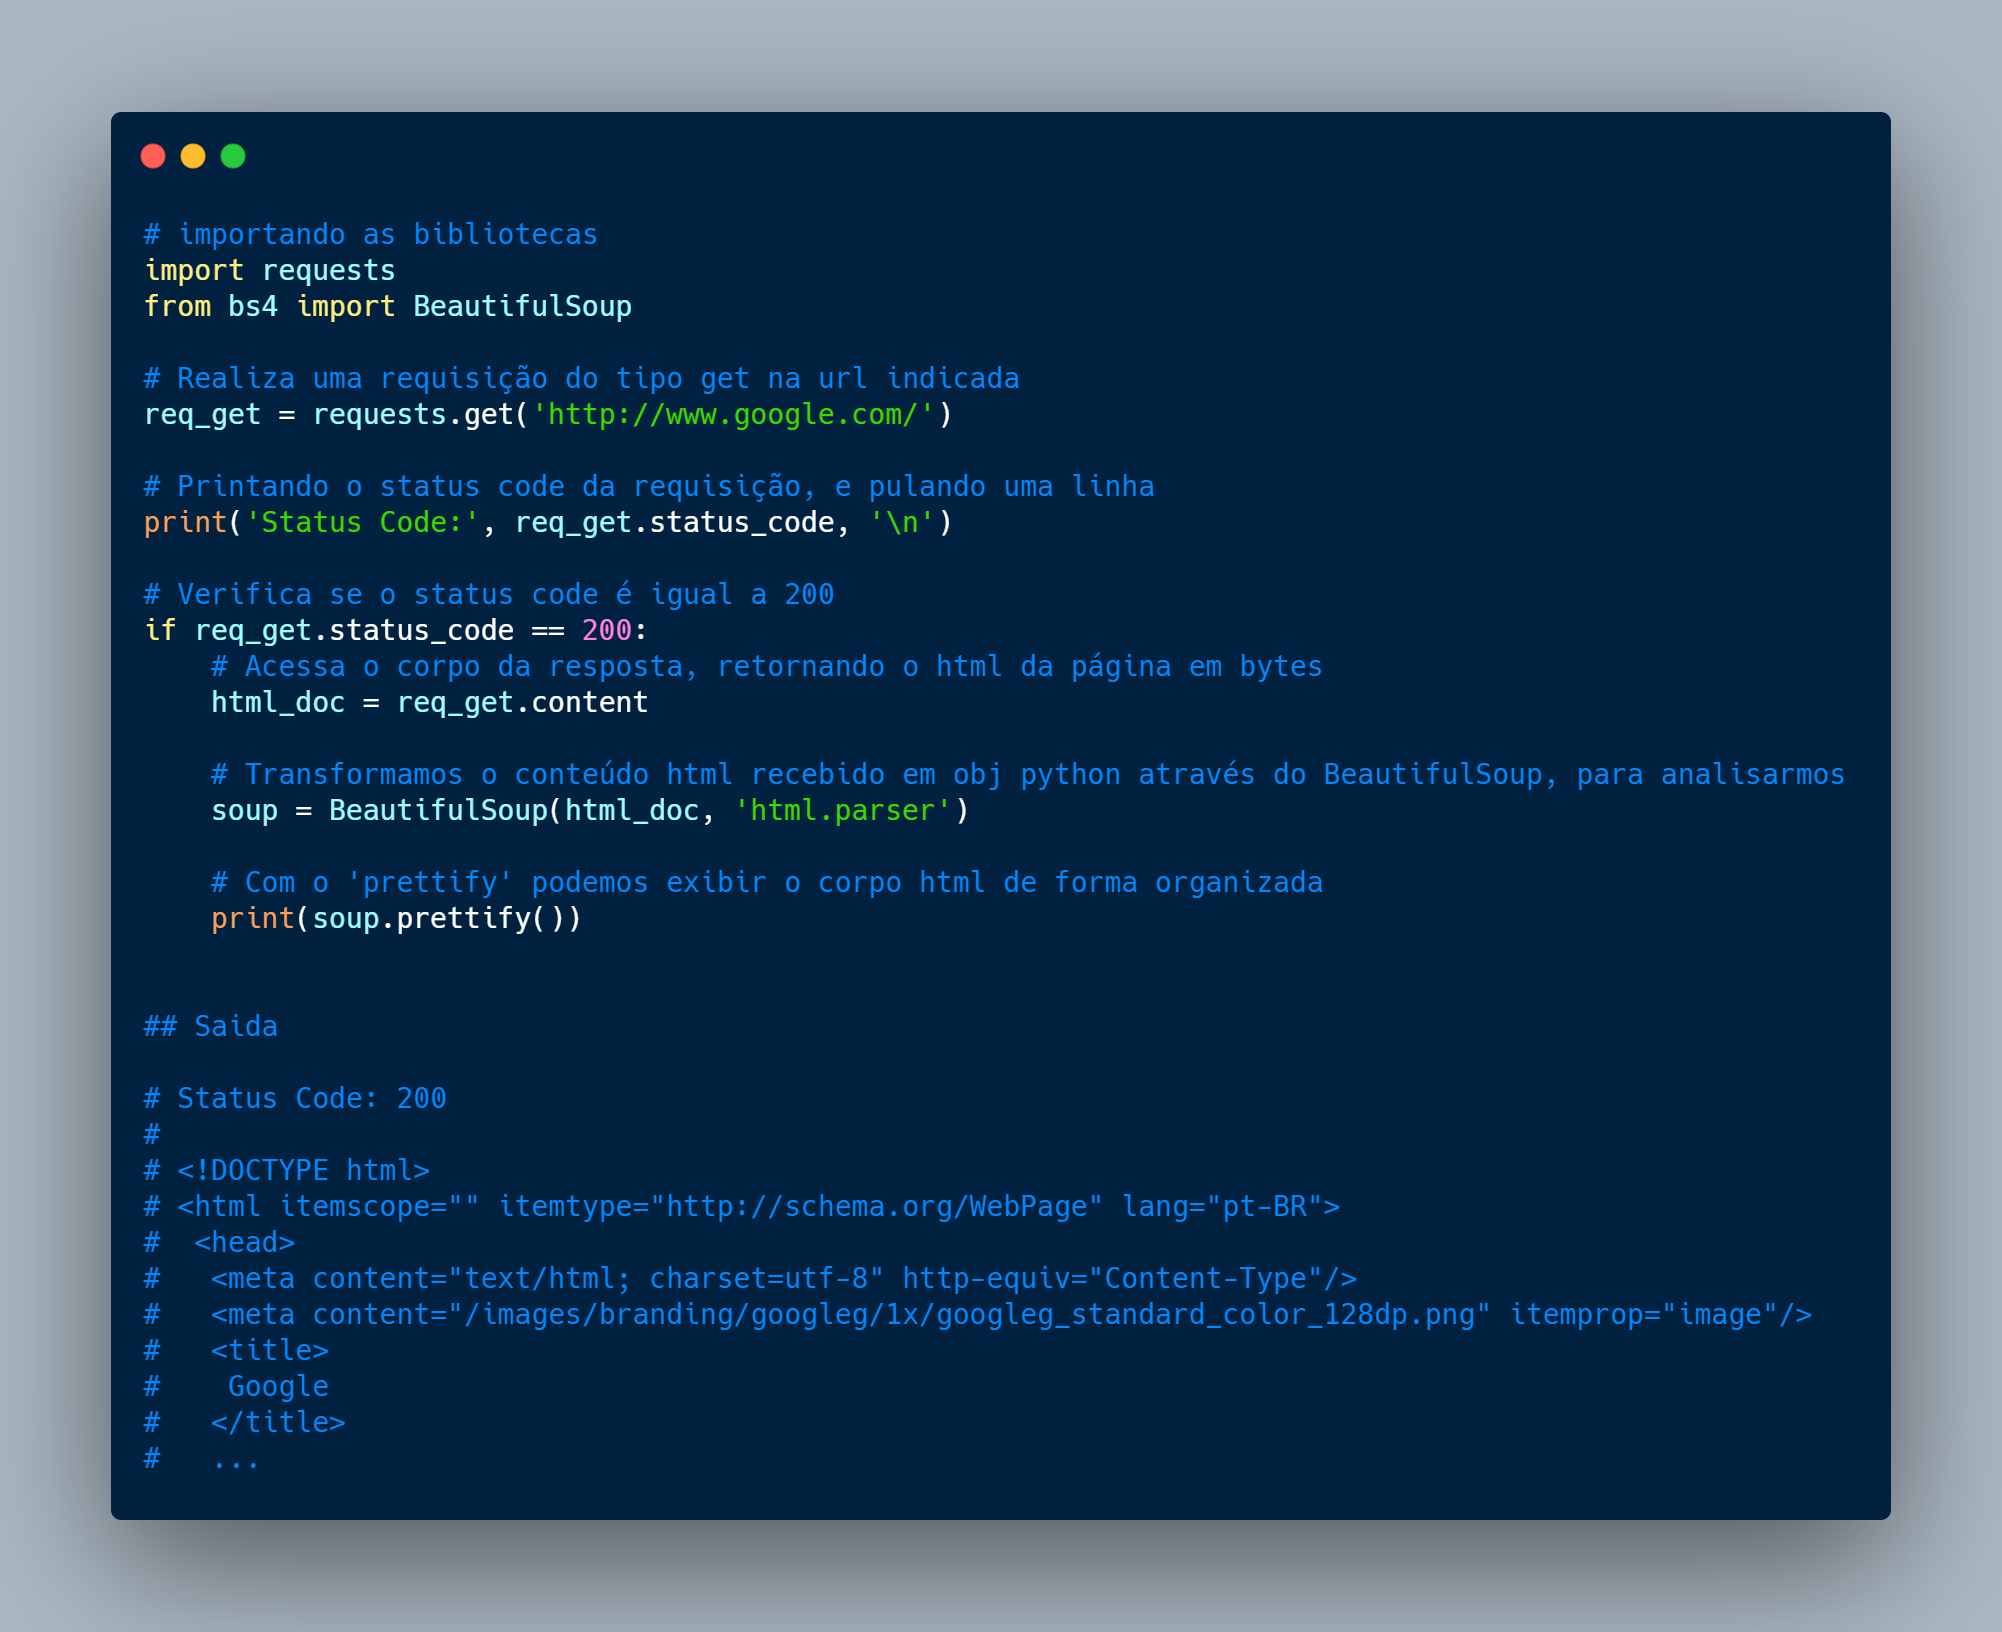 # importando as bibliotecas
import requests
from bs4 import BeautifulSoup

# Realiza uma requisição do tipo get na url indicada
req_get = requests.get('http://www.google.com/')

# Printando o status code da requisição, e pulando uma linha
print('Status Code:', req_get.status_code, '\n')

# Verifica se o status code é igual a 200
if req_get.status_code == 200:
    # Acessa o corpo da resposta, retornando o html da página em bytes
    html_doc = req_get.content

    # Transformamos o conteúdo html recebido em obj python através do BeautifulSoup, para analisarmos
    soup = BeautifulSoup(html_doc, 'html.parser')

    # Com o 'prettify' podemos exibir o corpo html de forma organizada
    print(soup.prettify())


## Saida

# Status Code: 200
#
# <!DOCTYPE html>
# <html itemscope="" itemtype="http://schema.org/WebPage" lang="pt-BR">
#  <head>
#   <meta content="text/html; charset=utf-8" http-equiv="Content-Type"/>
#   <meta content="/images/branding/googleg/1x/googleg_standard_color_128dp.png" itemprop="image"/>
#   <title>
#    Google
#   </title>
#   ...